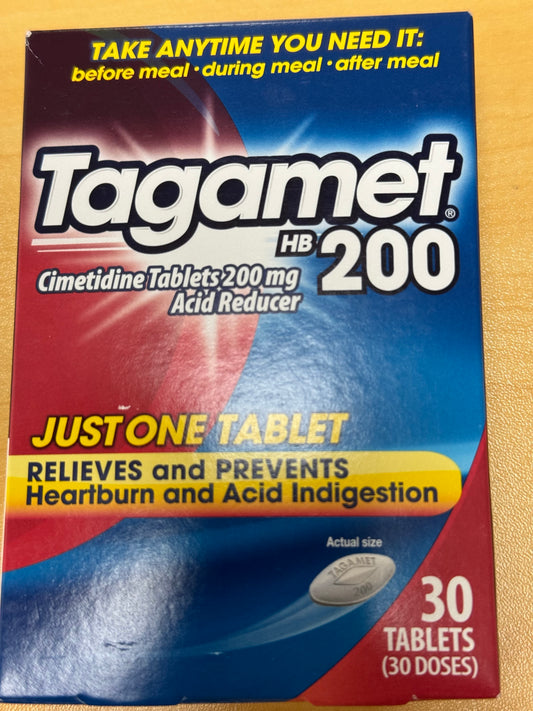 TAKE ANYTIME YOU NEED IT:
before meal • during meal • after meal
Tagamet®
HB 200
Cimetidine Tablets 200 mg
Acid Reducer
JUST ONE TABLET
RELIEVES and PREVENTS
Heartburn and Acid Indigestion
Actual size
TAGAMET
200
30
TABLETS
(30 DOSES)